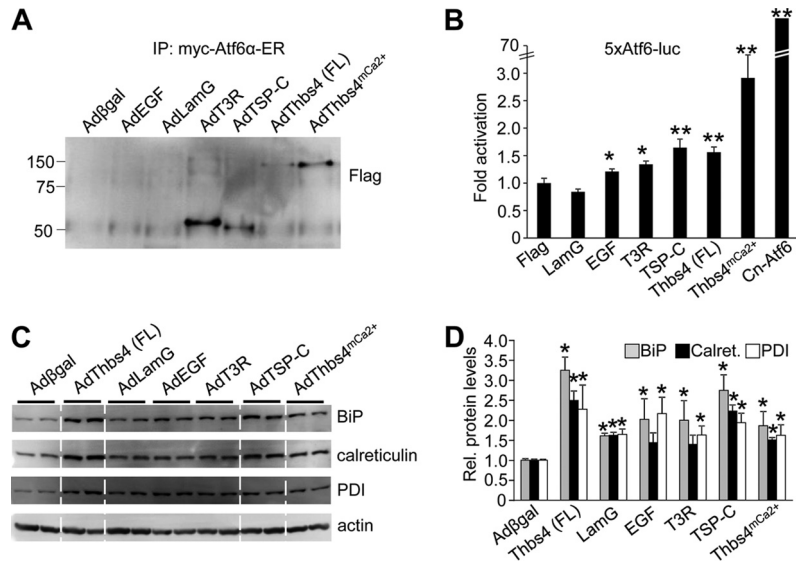 A
IP: myc-Atf6α-ER
Adβgal
AdEGF
AdLamG
AdT3R
AdTSP-C
AdThbs4 (FL)
AdThbs4mCa2+
150
75
50
Flag
B
5xAtf6-luc
Fold activation
70
3.0
2.5
2.0
1.5
1.0
0.5
0
* * ** ** ** **
Flag
LamG
EGF
T3R
TSP-C
Thbs4 (FL)
Thbs4mCa2+
Cn-Atf6
C
Adβgal
AdThbs4 (FL)
AdLamG
AdEGF
AdT3R
AdTSP-C
AdThbs4mCa2+
BiP
calreticulin
PDI
actin
D
BiP Calret. PDI
Rel. protein levels
4.0
3.5
3.0
2.5
2.0
1.5
1.0
0.5
0
* * * * * * * * * * * * * * * *
Adβgal
Thbs4 (FL)
LamG
EGF
T3R
TSP-C
Thbs4mCa2+